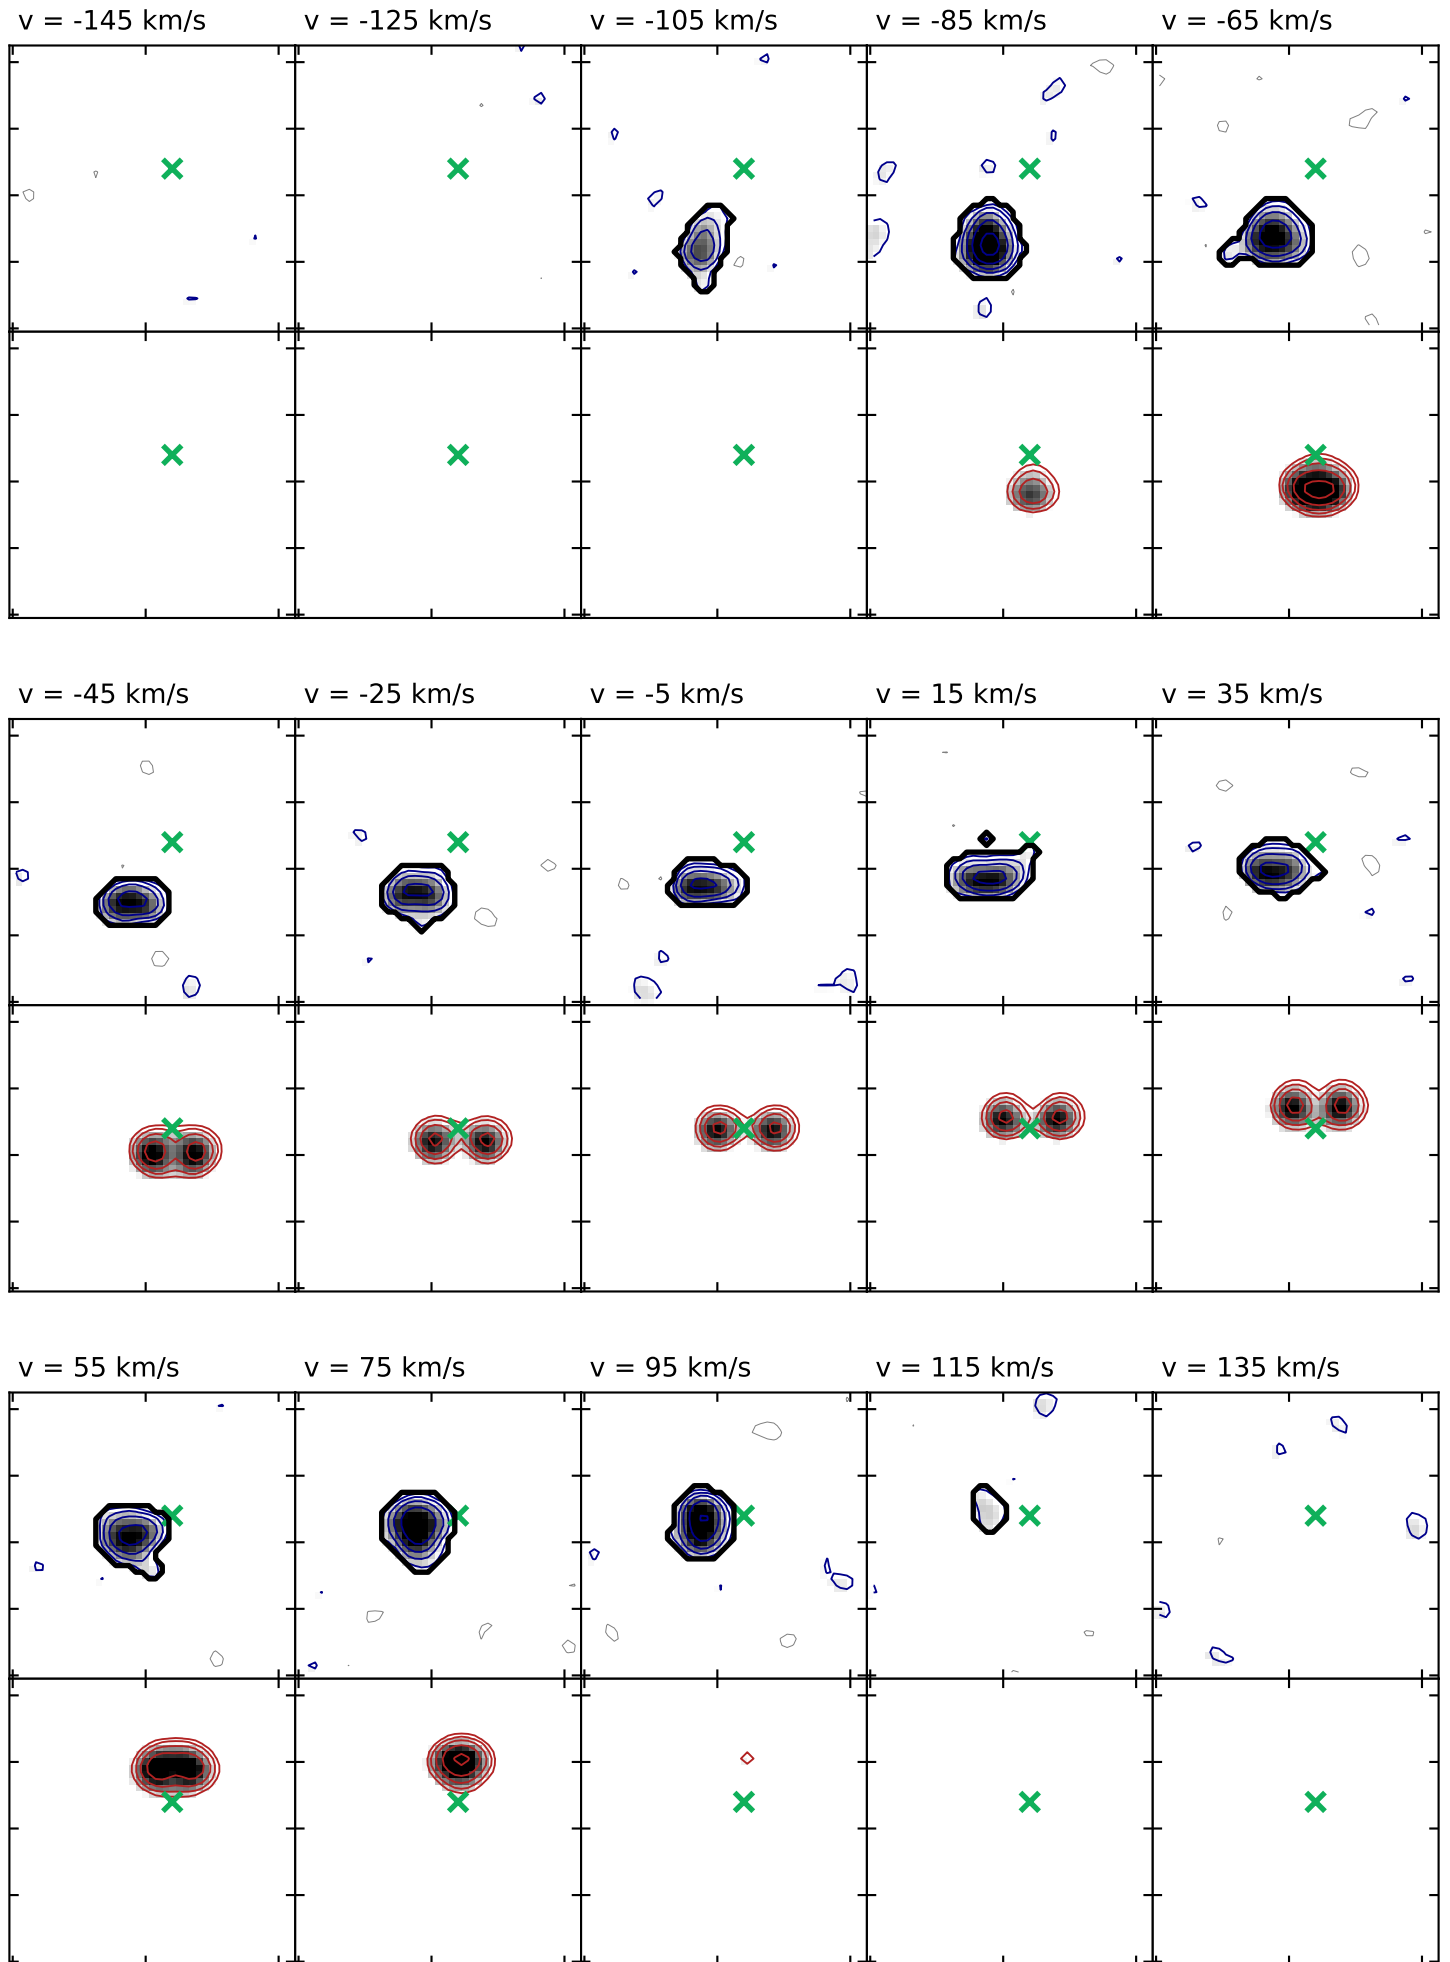 v = -145 km/s
v = -125 km/s
v = -105 km/s
v = -85 km/s
v = -65 km/s
v = -45 km/s
v = -25 km/s
v = -5 km/s
v = 15 km/s
v = 35 km/s
v = 55 km/s
v = 75 km/s
v = 95 km/s
v = 115 km/s
v = 135 km/s